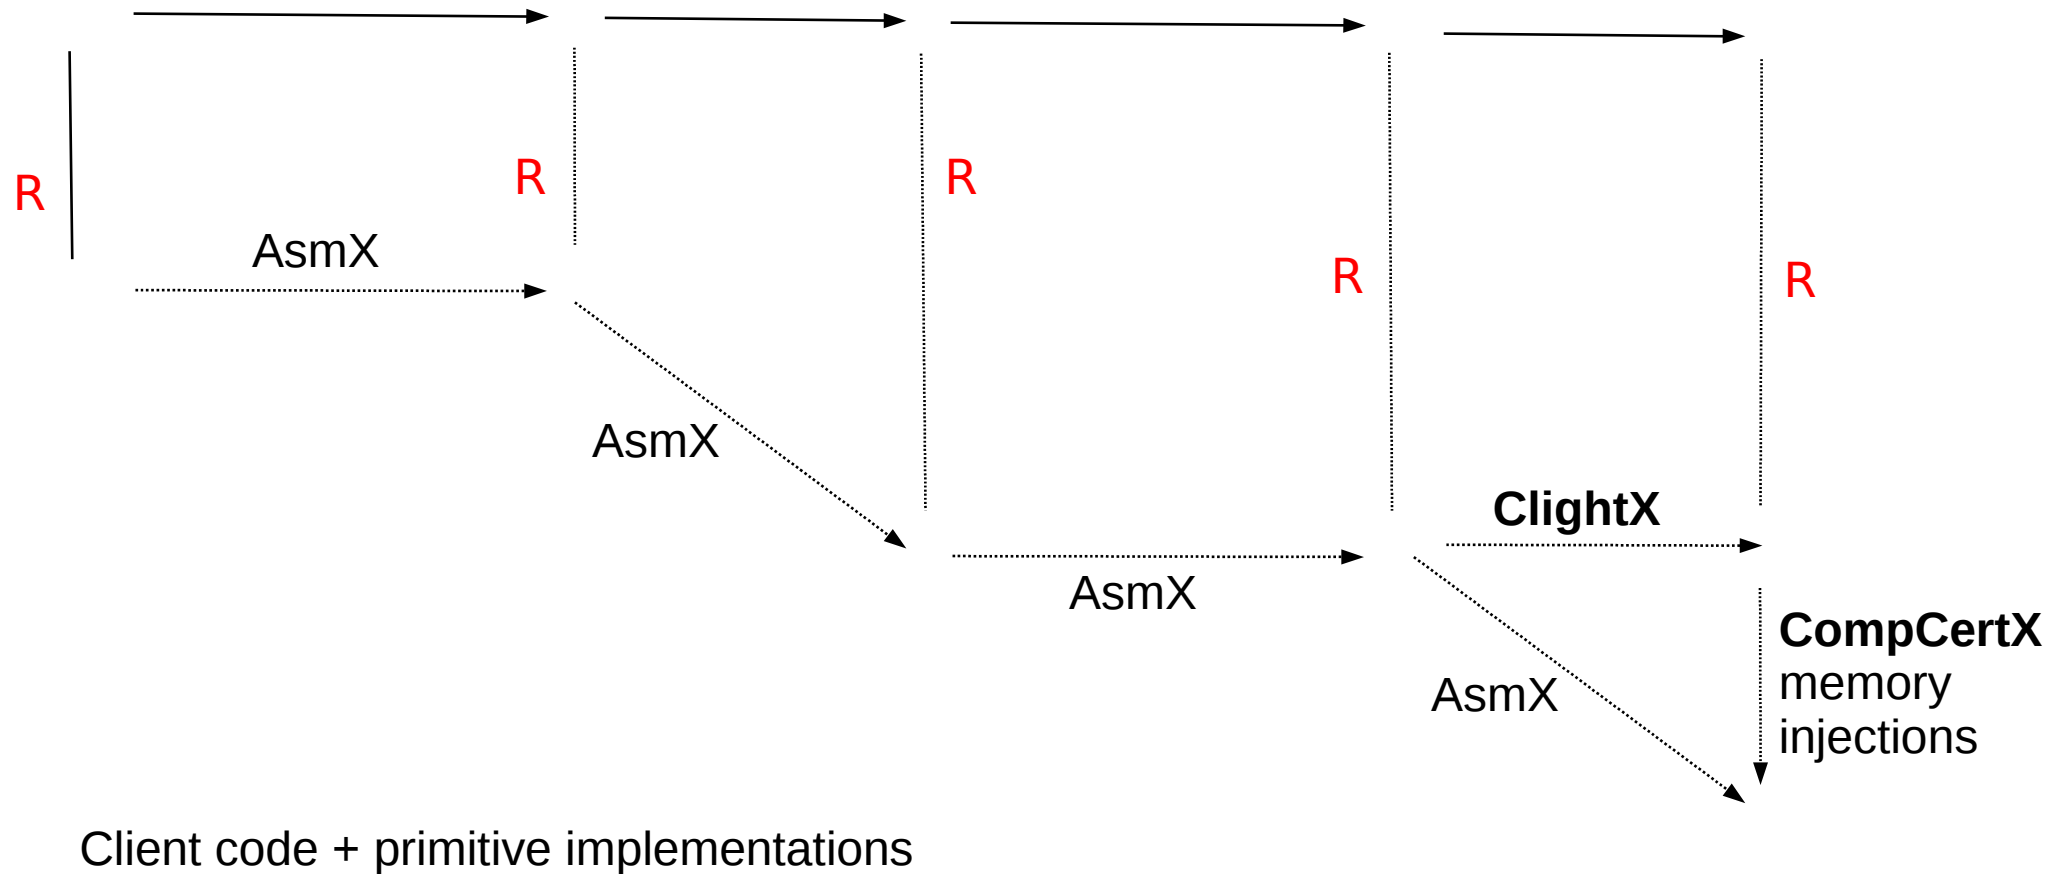 R
R
R
AsmX
R
R
AsmX
ClightX
AsmX
CompCertX
memory
injections
AsmX
Client code + primitive implementations